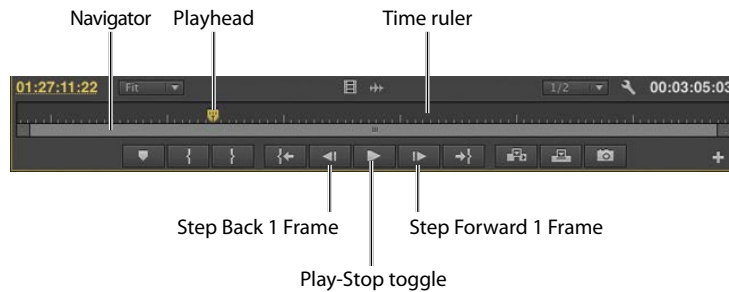 Navigator Playhead Time ruler
01:27:11:22 Fit 1/2 00:03:05:03
Step Back 1 Frame Step Forward 1 Frame
Play-Stop toggle